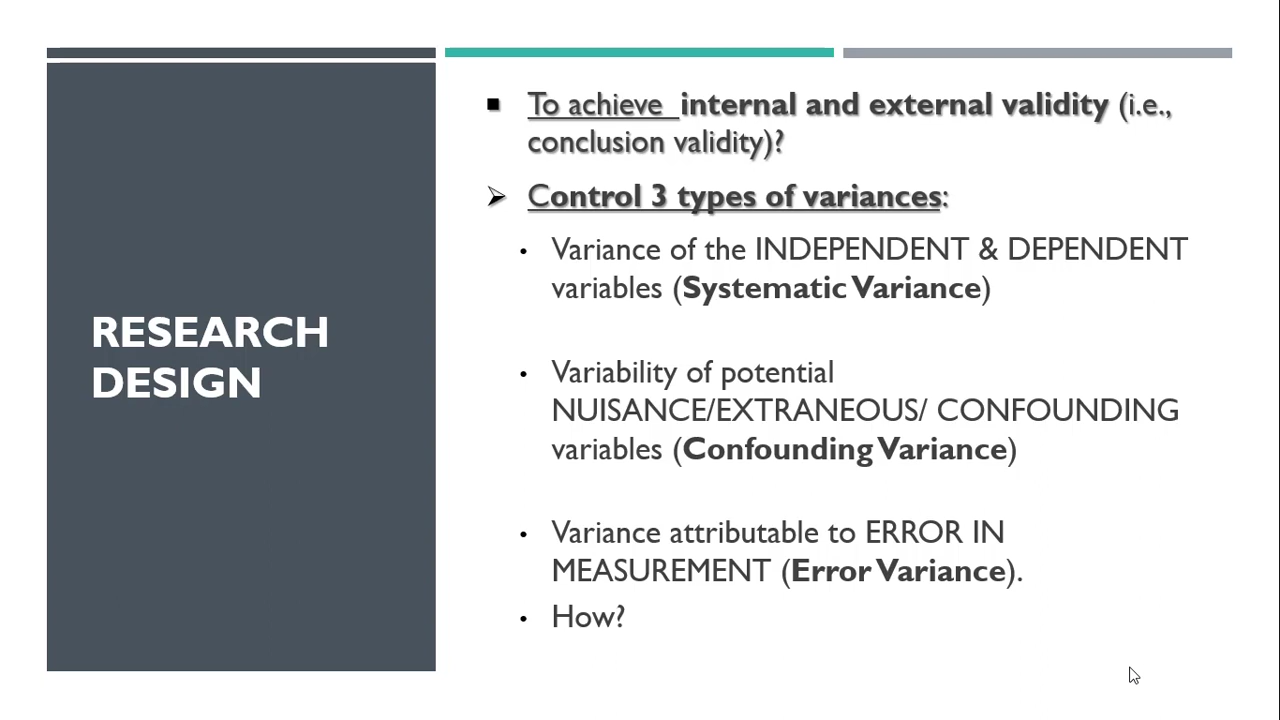 RESEARCH
DESIGN
To achieve internal and external validity (i.e.,
conclusion validity)?
Control 3 types of variances:
Variance of the INDEPENDENT & DEPENDENT
variables (Systematic Variance)
Variability of potential
NUISANCE/EXTRANEOUS/ CONFOUNDING
variables (Confounding Variance)
Variance attributable to ERROR IN
MEASUREMENT (Error Variance).
How?